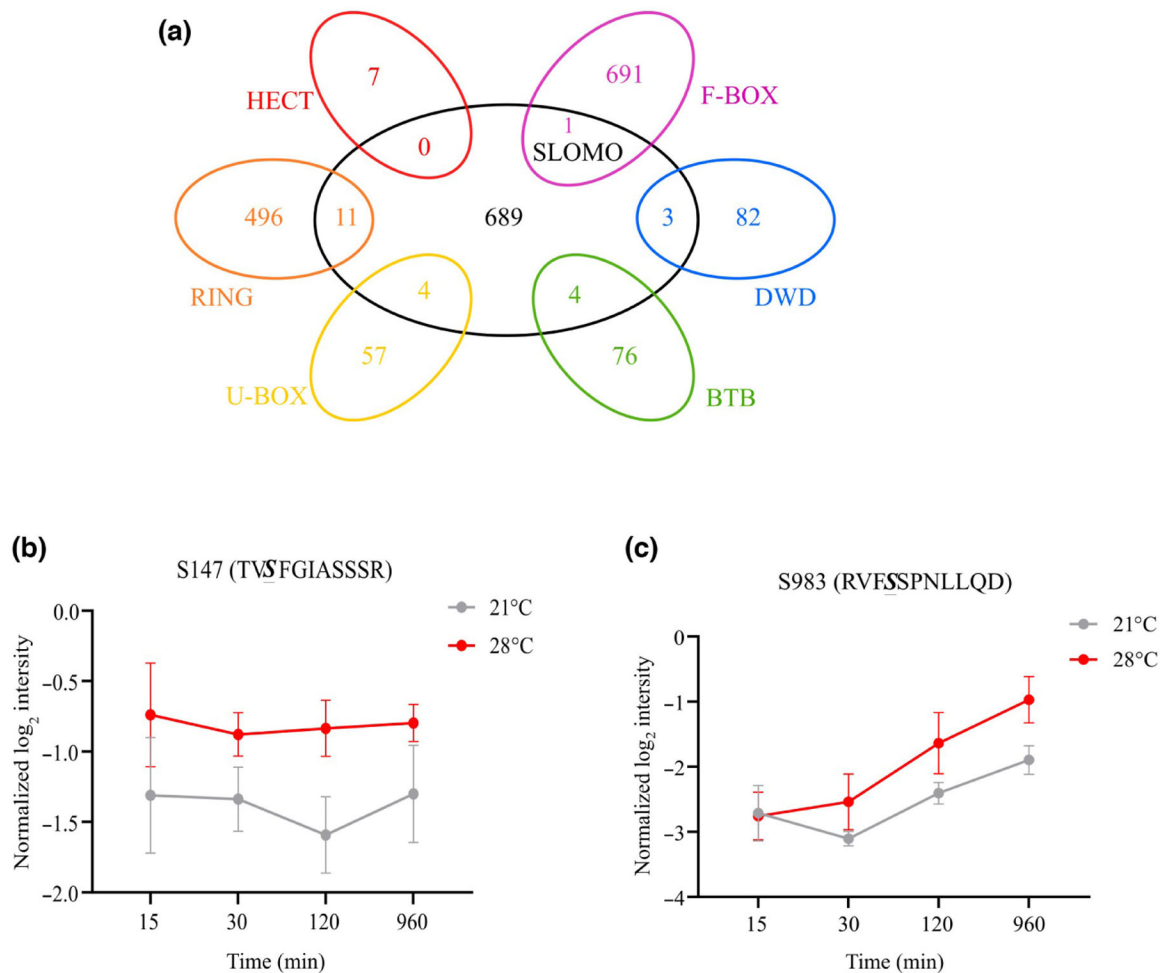 (a)
7
691
HECT
F-BOX
1
0
SLOMO
496
11
689
3
82
RING
DWD
4
4
57
76
U-BOX
BTB
(b)
S147 (TVSFGIASSSR)
21°C
28°C
Normalized log₂ intersity
0.0
−0.5
−1.0
−1.5
−2.0
15 30 120 960
Time (min)
(c)
S983 (RVFSSPNLLQD)
21°C
28°C
Normalized log₂ intensity
0
−1
−2
−3
−4
15 30 120 960
Time (min)